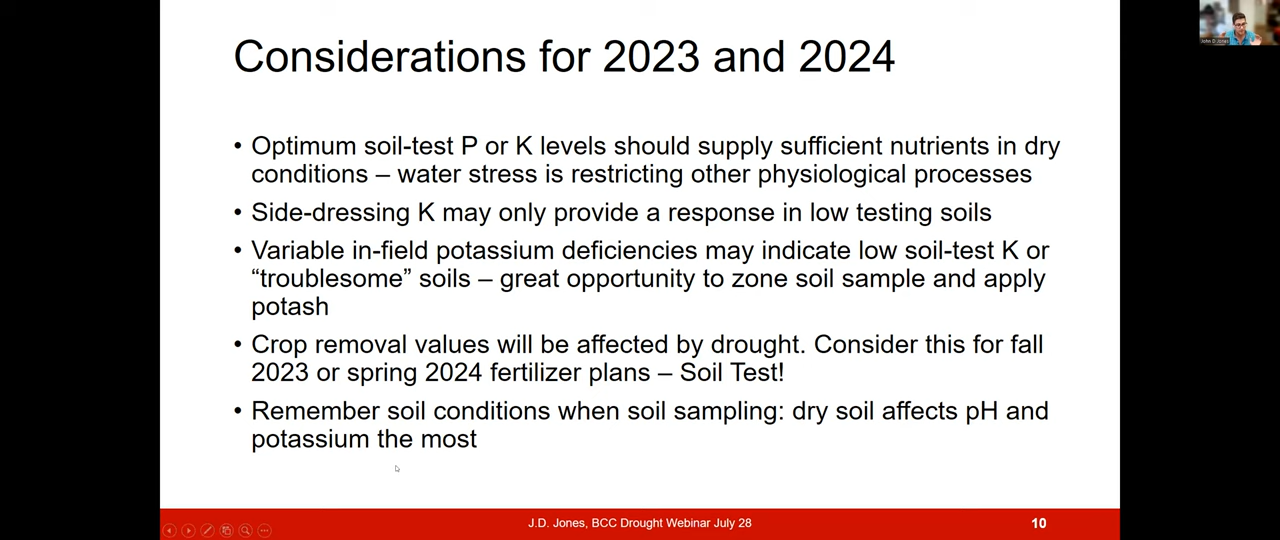 Considerations for 2023 and 2024
• Optimum soil-test P or K levels should supply sufficient nutrients in dry
conditions – water stress is restricting other physiological processes
• Side-dressing K may only provide a response in low testing soils
• Variable in-field potassium deficiencies may indicate low soil-test K or
“troublesome” soils – great opportunity to zone soil sample and apply
potash
• Crop removal values will be affected by drought. Consider this for fall
2023 or spring 2024 fertilizer plans – Soil Test!
• Remember soil conditions when soil sampling: dry soil affects pH and
potassium the most
J.D. Jones, BCC Drought Webinar July 28
10
John D Jones